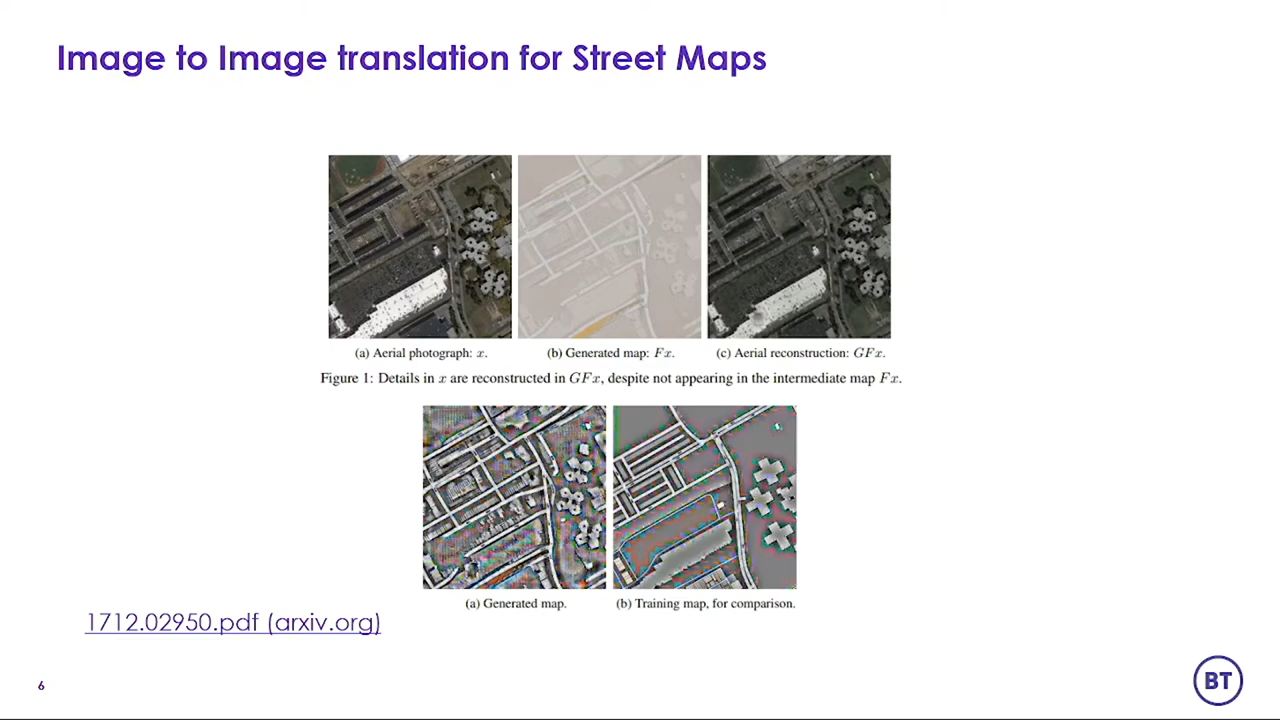 Image to Image translation for Street Maps
(a) Aerial photograph: x.
(b) Generated map: Fx.
(c) Aerial reconstruction: GFx.
Figure 1: Details in x are reconstructed in GFx, despite not appearing in the intermediate map Fx.
(a) Generated map.
(b) Training map, for comparison.
1712.02950.pdf (arxiv.org)
6
BT